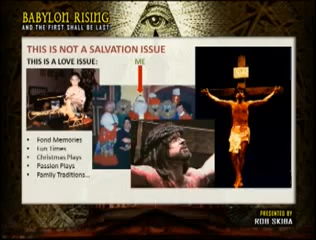 BABYLON RISING
AND THE FIRST SHALL BE LAST
THIS IS NOT A SALVATION ISSUE
THIS IS A LOVE ISSUE:
ME
• Fond Memories
• Fun Times
• Christmas Plays
• Passion Plays
• Family Traditions...
PRESENTED BY
ROB SKIBA